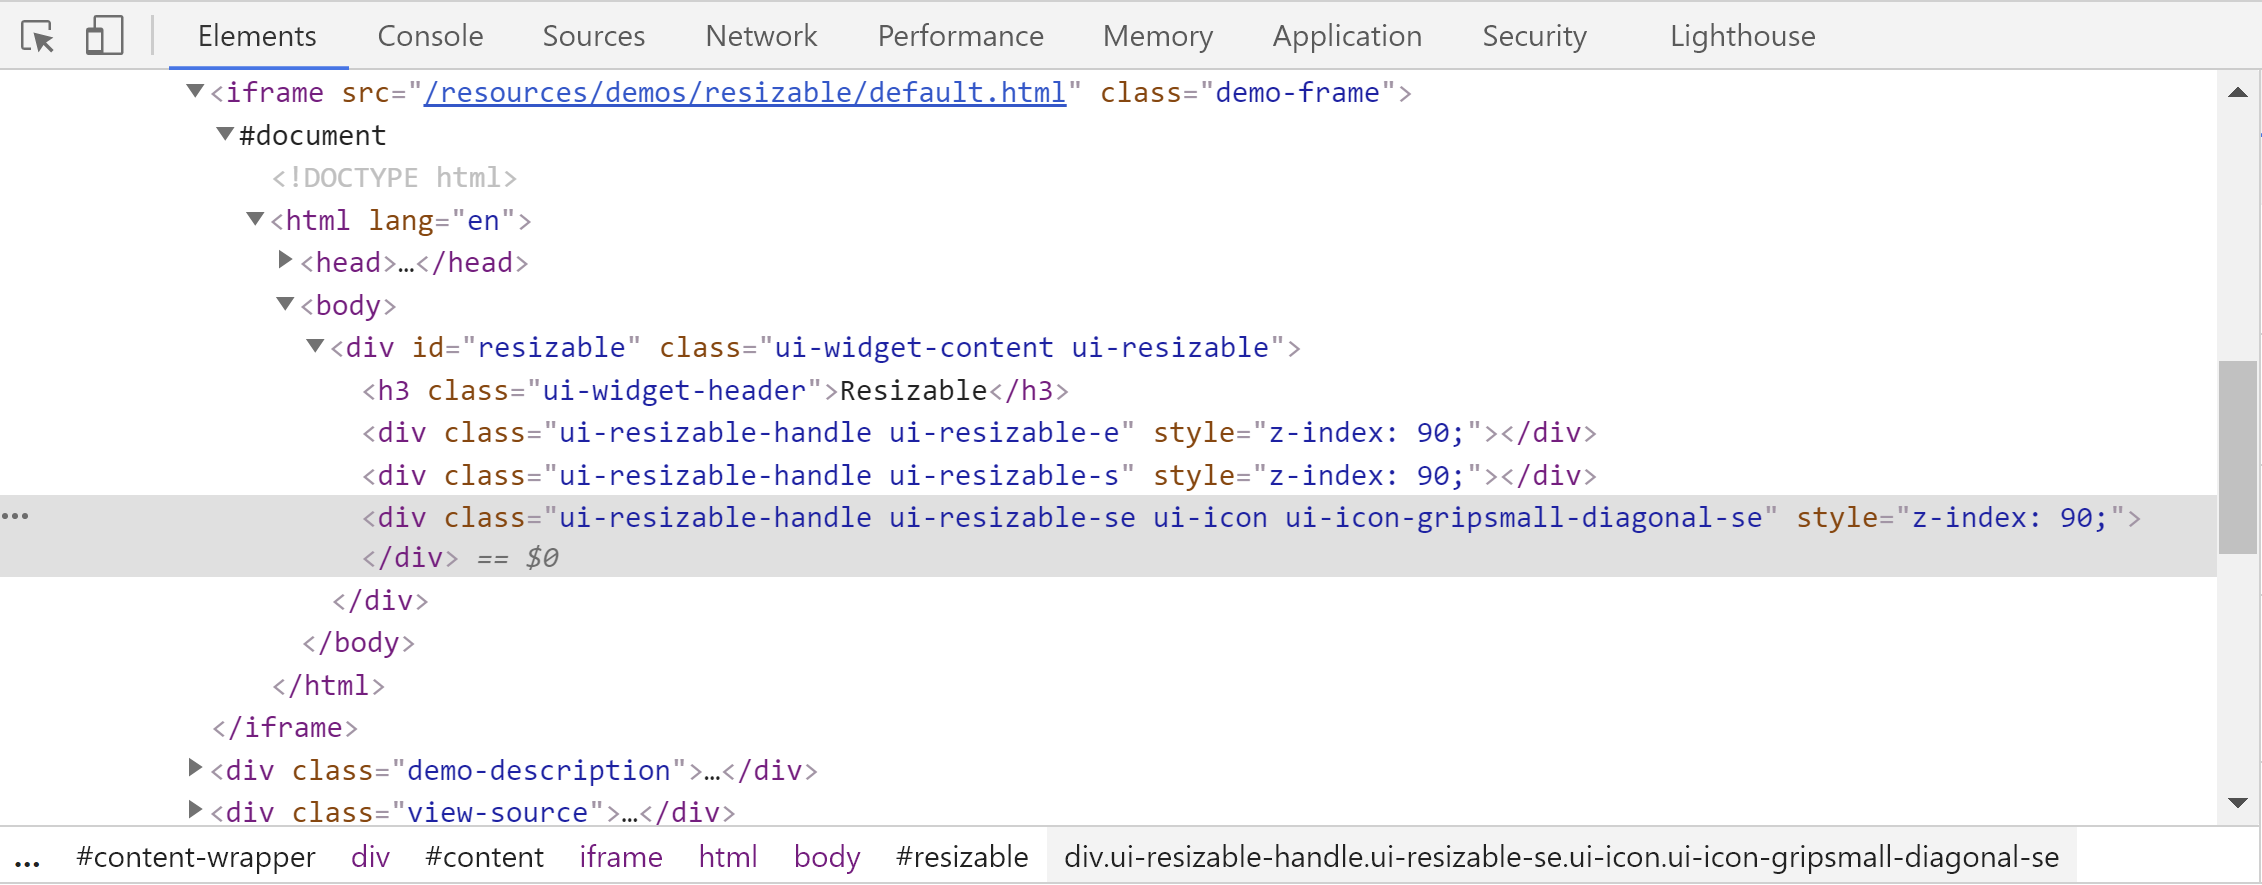 Elements Console Sources Network Performance Memory Application Security Lighthouse
<iframe src="/resources/demos/resizable/default.html" class="demo-frame">
#document
<!DOCTYPE html>
<html lang="en">
<head>…</head>
<body>
<div id="resizable" class="ui-widget-content ui-resizable">
<h3 class="ui-widget-header">Resizable</h3>
<div class="ui-resizable-handle ui-resizable-e" style="z-index: 90;"></div>
<div class="ui-resizable-handle ui-resizable-s" style="z-index: 90;"></div>
<div class="ui-resizable-handle ui-resizable-se ui-icon ui-icon-gripsmall-diagonal-se" style="z-index: 90;">
</div> == $0
</div>
</body>
</html>
</iframe>
<div class="demo-description">…</div>
<div class="view-source">…</div>
... #content-wrapper div #content iframe html body #resizable div.ui-resizable-handle.ui-resizable-se.ui-icon.ui-icon-gripsmall-diagonal-se